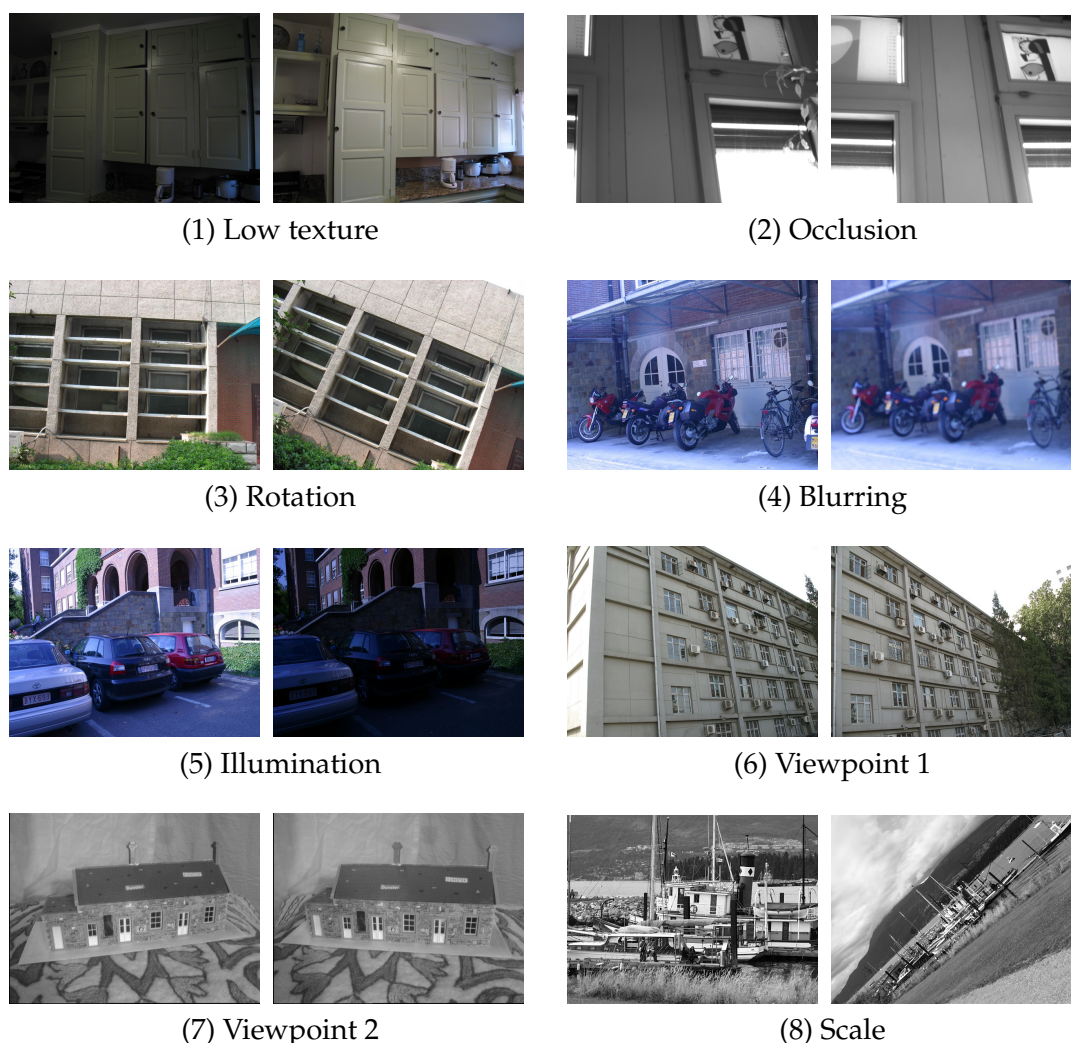 (1) Low texture
(2) Occlusion
(3) Rotation
(4) Blurring
(5) Illumination
(6) Viewpoint 1
(7) Viewpoint 2
(8) Scale